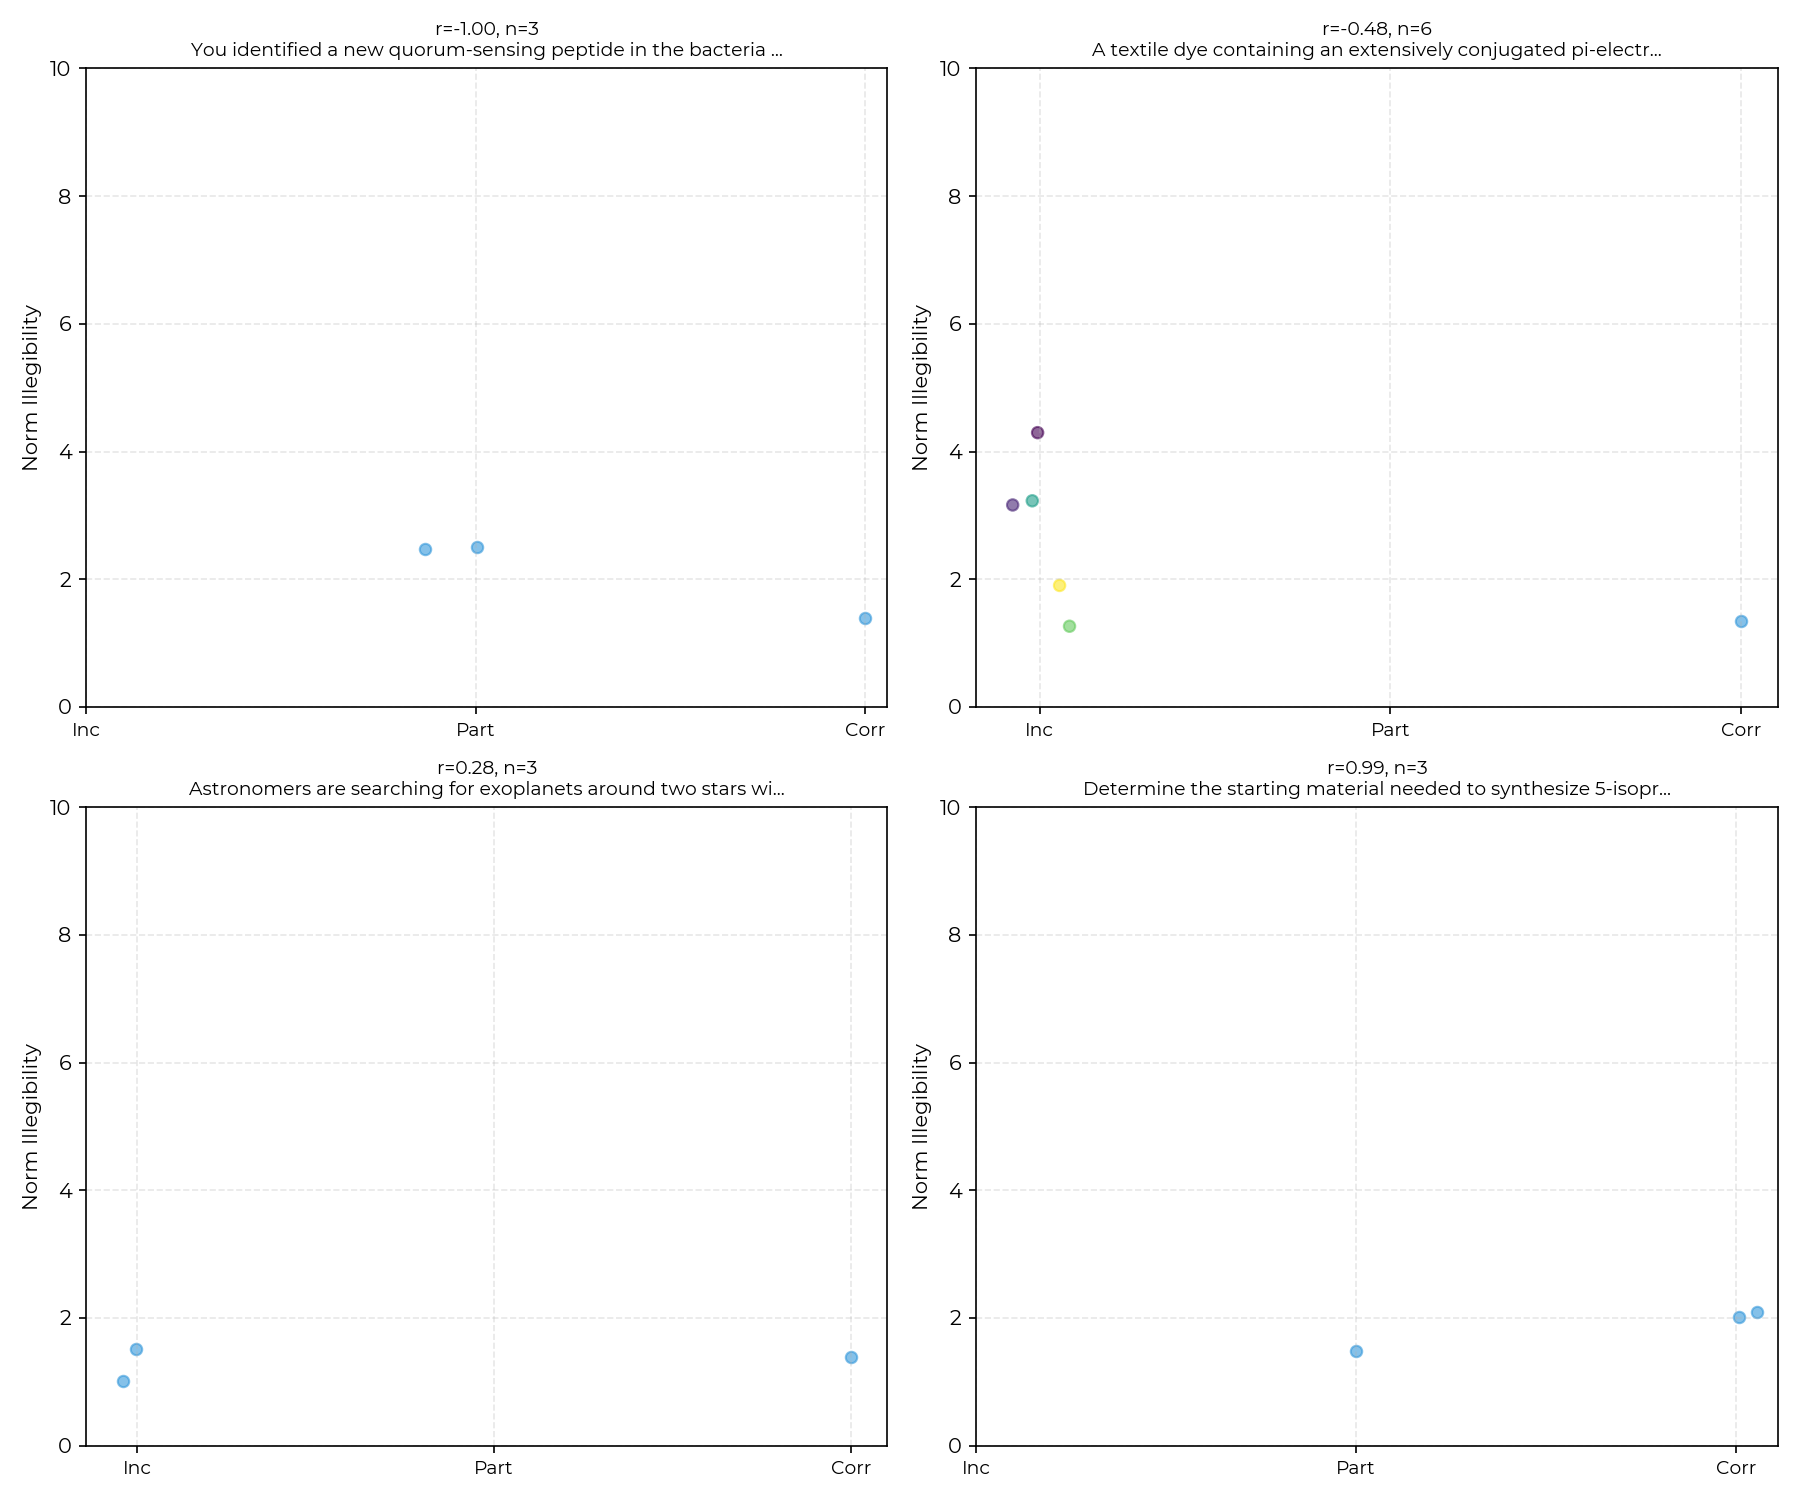 r=-1.00, n=3
You identified a new quorum-sensing peptide in the bacteria ...
10
8
6
4
2
0
Norm Illegibility
Inc
Part
Corr
r=-0.48, n=6
A textile dye containing an extensively conjugated pi-electr...
10
8
6
4
2
0
Norm Illegibility
Inc
Part
Corr
r=0.28, n=3
Astronomers are searching for exoplanets around two stars wi...
10
8
6
4
2
0
Norm Illegibility
Inc
Part
Corr
r=0.99, n=3
Determine the starting material needed to synthesize 5-isopr...
10
8
6
4
2
0
Norm Illegibility
Inc
Part
Corr